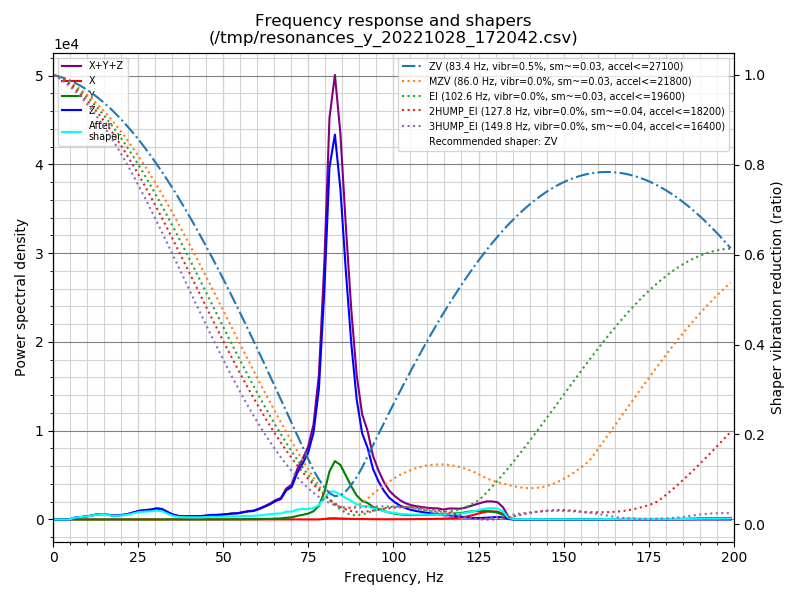 Frequency response and shapers
(/tmp/resonances_y_20221028_172042.csv)
1e4
X+Y+Z
X
Y
Z
After
shaper
ZV (83.4 Hz, vibr=0.5%, sm~=0.03, accel<=27100)
MZV (86.0 Hz, vibr=0.0%, sm~=0.03, accel<=21800)
EI (102.6 Hz, vibr=0.0%, sm~=0.03, accel<=19600)
2HUMP_EI (127.8 Hz, vibr=0.0%, sm~=0.04, accel<=18200)
3HUMP_EI (149.8 Hz, vibr=0.0%, sm~=0.04, accel<=16400)
Recommended shaper: ZV
5
4
3
2
1
0
Power spectral density
1.0
0.8
0.6
0.4
0.2
0.0
Shaper vibration reduction (ratio)
0 25 50 75 100 125 150 175 200
Frequency, Hz